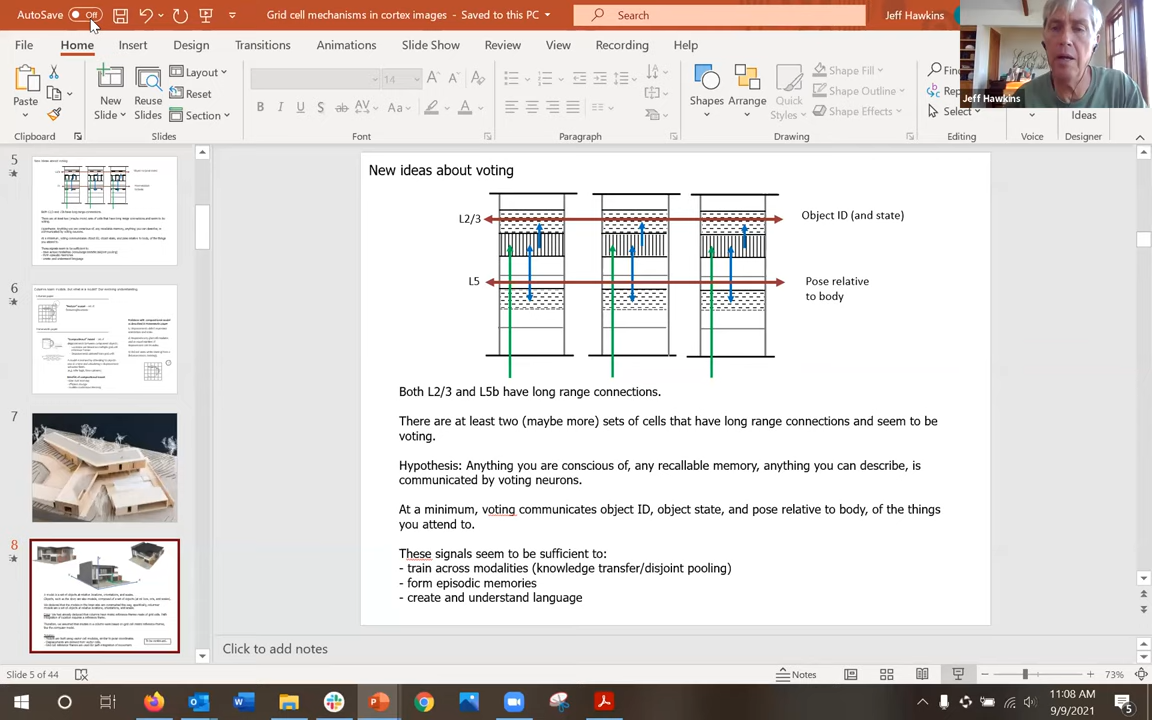 AutoSave Off
Grid cell mechanisms in cortex images - Saved to this PC
Search
Jeff Hawkins
File Home Insert Design Transitions Animations Slide Show Review View Recording Help
Paste
New Slide
Reuse Slides
Layout
Reset
Section
14
B I U S ab AV Aa
Shapes
Arrange
Quick Styles
Shape Fill
Shape Outline
Shape Effects
Select
Jeff Hawkins
Ideas
Clipboard
Slides
Font
Paragraph
Drawing
Editing
Voice
Designer
5
6
7
8
New ideas about voting
L2/3
Object ID (and state)
L5
Pose relative
to body
Both L2/3 and L5b have long range connections.
There are at least two (maybe more) sets of cells that have long range connections and seem to be
voting.
Hypothesis: Anything you are conscious of, any recallable memory, anything you can describe, is
communicated by voting neurons.
At a minimum, voting communicates object ID, object state, and pose relative to body, of the things
you attend to.
These signals seem to be sufficient to:
- train across modalities (knowledge transfer/disjoint pooling)
- form episodic memories
- create and understand language
Click to add notes
Slide 5 of 44
Notes
73%
11:08 AM
9/9/2021
5